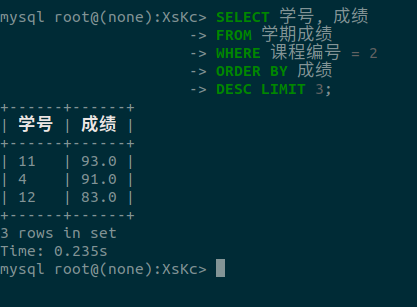 mysql root@(none):XsKc> SELECT 学号, 成绩
-> FROM 学期成绩
-> WHERE 课程编号 = 2
-> ORDER BY 成绩
-> DESC LIMIT 3;
+------+------+
| 学号 | 成绩 |
+------+------+
| 11   | 93.0 |
| 4    | 91.0 |
| 12   | 83.0 |
+------+------+
3 rows in set
Time: 0.235s
mysql root@(none):XsKc>